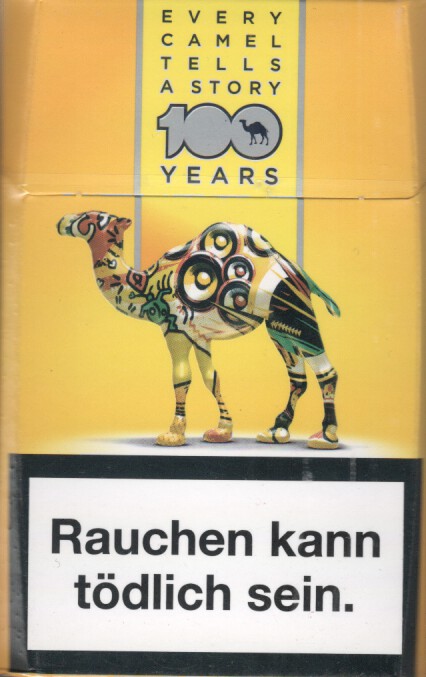 EVERY
CAMEL
TELLS
A STORY
100
YEARS
Rauchen kann
tödlich sein.